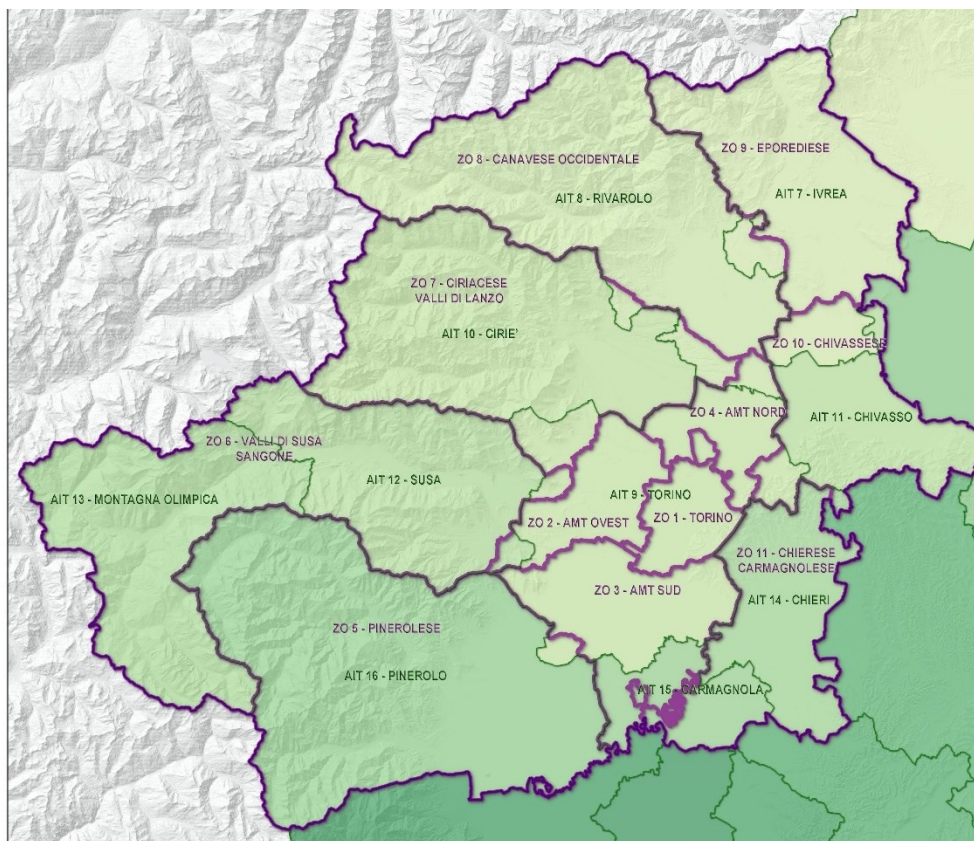 ZO 9 - EPOREDIESE
ZO 8 - CANAVESE OCCIDENTALE
AIT 7 - IVREA
AIT 8 - RIVAROLO
ZO 7 - CIRIACESE
VALLI DI LANZO
AIT 10 - CIRIE'
ZO 10 - CHIVASSESE
ZO 4 - AMT NORD
AIT 11 - CHIVASSO
ZO 6 - VALLI DI SUSA
SANGONE
AIT 12 - SUSA
AIT 9 - TORINO
AIT 13 - MONTAGNA OLIMPICA
ZO 2 - AMT OVEST
ZO 1 - TORINO
ZO 11 - CHIERESE
CARMAGNOLESE
ZO 3 - AMT SUD
AIT 14 - CHIERI
ZO 5 - PINEROLESE
AIT 16 - PINEROLO
AIT 15 - CARMAGNOLA